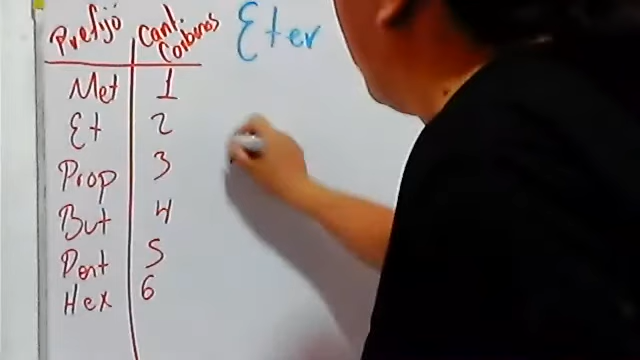 Prefijo Cant. Carbonos
Eter
Met 1
Et 2
Prop 3
But 4
Pent 5
Hex 6